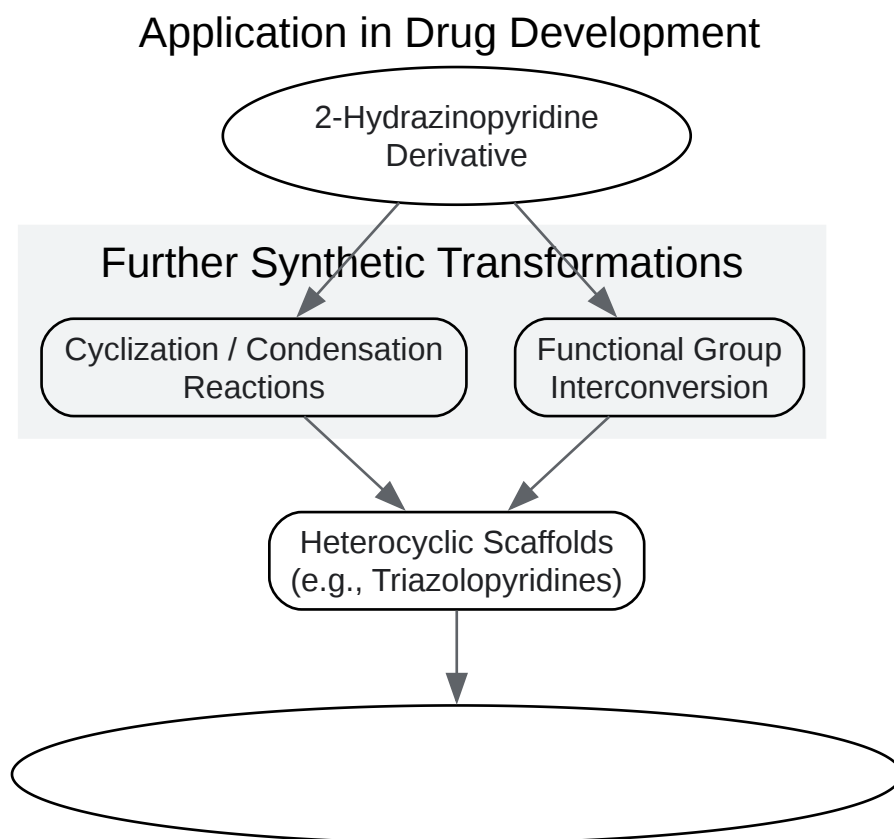 Application in Drug Development
2-Hydrazinopyridine
Derivative
Further Synthetic Transformations
Cyclization / Condensation
Reactions
Functional Group
Interconversion
Heterocyclic Scaffolds
(e.g., Triazolopyridines)